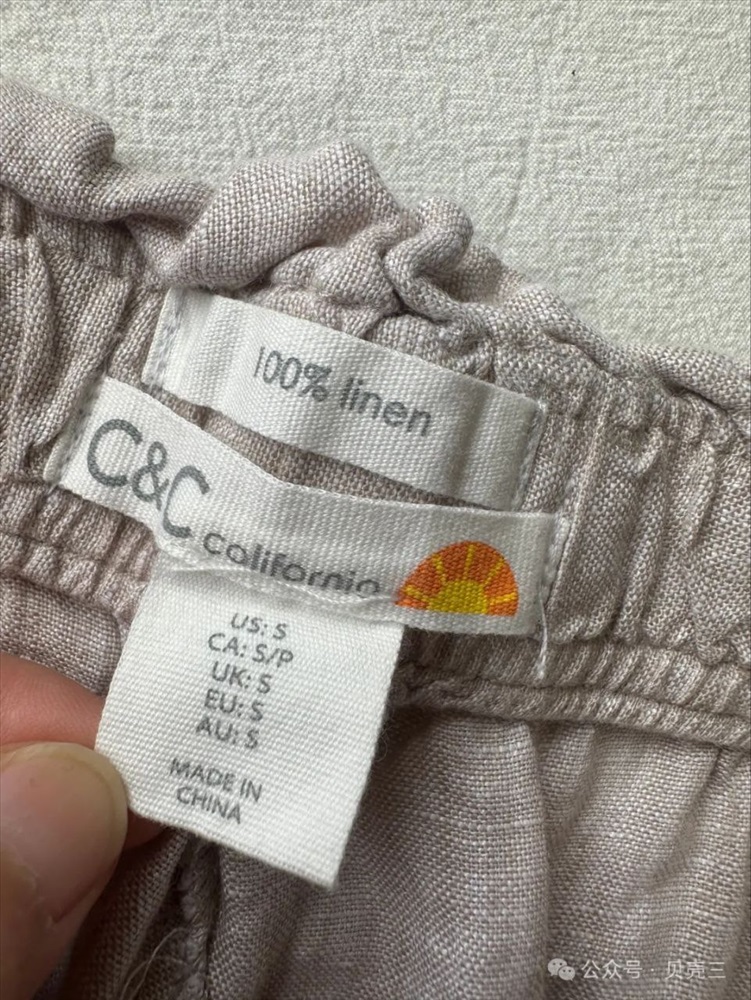 100% linen
C&C california
US: S
CA: S/P
UK: S
EU: S
AU: S
MADE IN
CHINA
公众号 · 贝壳三